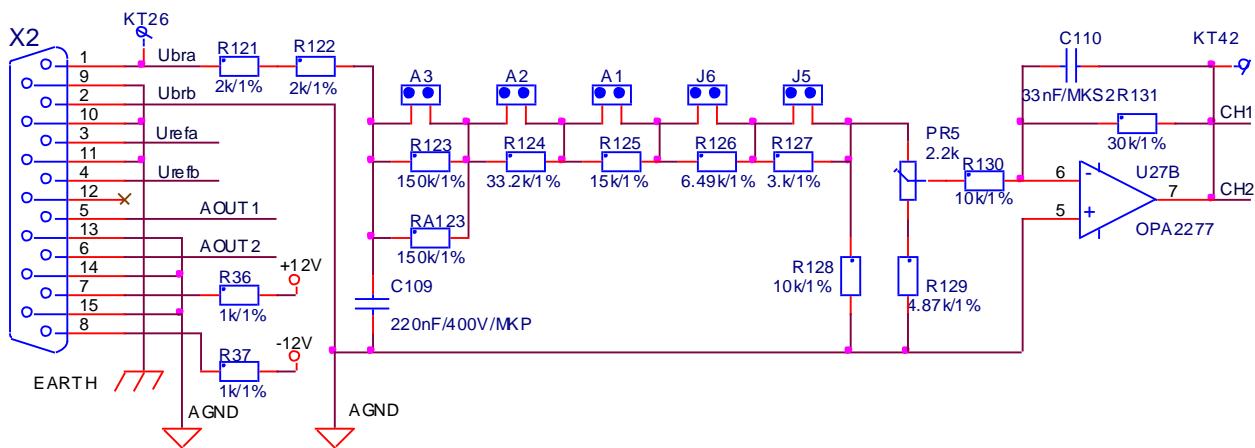 X2
KT26
1
9
2
10
3
11
4
12
5
13
6
14
7
15
8
Ubra
Ubrb
Urefa
Urefb
AOUT1
AOUT2
R121
2k/1%
R122
2k/1%
A3
A2
A1
J6
J5
R123
150k/1%
R124
33.2k/1%
R125
15k/1%
R126
6.49k/1%
R127
3.k/1%
RA123
150k/1%
C109
220nF/400V/MKP
R36
1k/1%
+12V
R37
1k/1%
-12V
EARTH
AGND
AGND
R128
10k/1%
R129
4.87k/1%
PR5
2.2k
R130
10k/1%
C110
33nF/MKS2
R131
30k/1%
KT42
CH1
CH2
U27B
6
-
5
+
7
OPA2277